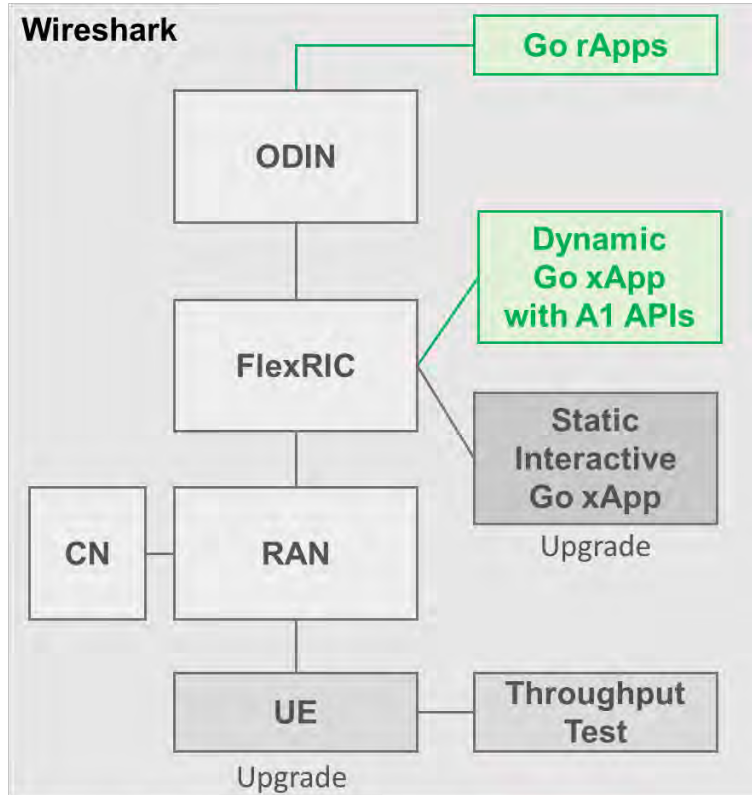 Wireshark
Go rApps
ODIN
Dynamic
Go xApp
with A1 APIs
FlexRIC
Static
Interactive
Go xApp
Upgrade
CN
RAN
UE
Throughput
Test
Upgrade